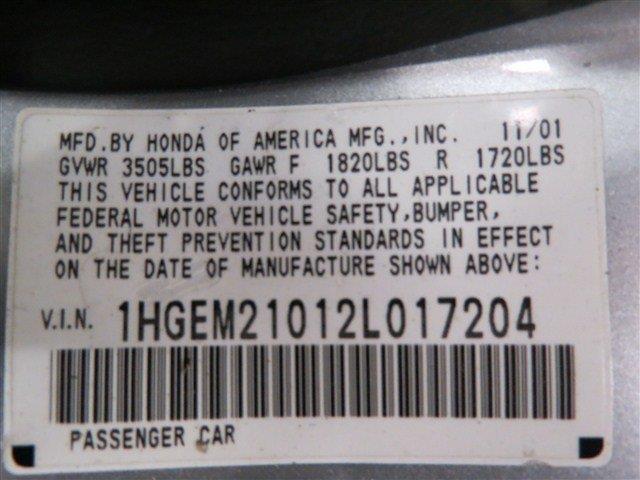 MFD.BY HONDA OF AMERICA MFG.,INC. 11/01
GVWR 3505LBS GAWR F 1820LBS R 1720LBS
THIS VEHICLE CONFORMS TO ALL APPLICABLE
FEDERAL MOTOR VEHICLE SAFETY,BUMPER,
AND THEFT PREVENTION STANDARDS IN EFFECT
ON THE DATE OF MANUFACTURE SHOWN ABOVE:
V.I.N. 1HGEM21012L017204
PASSENGER CAR